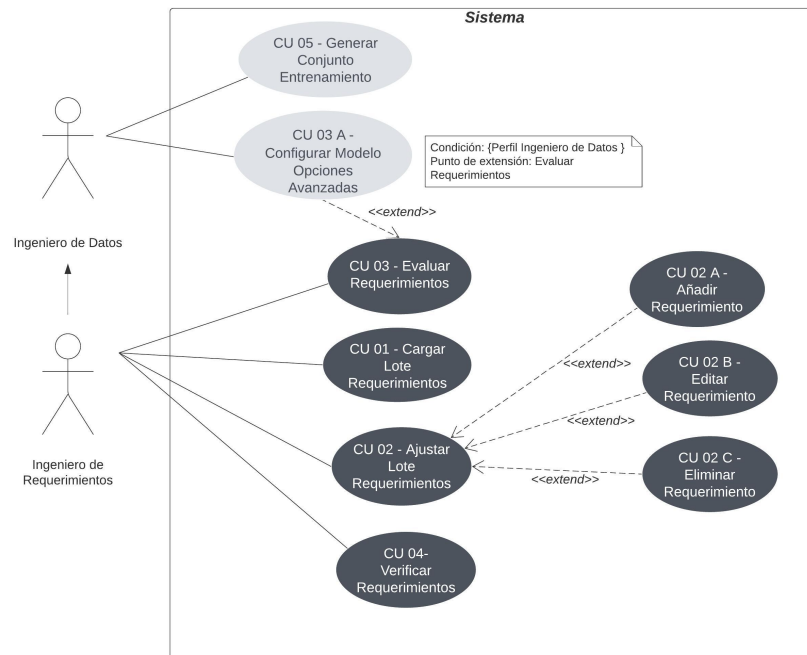 Sistema
CU 05 - Generar
Conjunto
Entrenamiento
CU 03 A -
Configurar Modelo
Opciones
Avanzadas
Condición: {Perfil Ingeniero de Datos }
Punto de extensión: Evaluar
Requerimientos
<<extend>>
Ingeniero de Datos
CU 03 - Evaluar
Requerimientos
CU 02 A -
Añadir
Requerimiento
CU 01 - Cargar
Lote
Requerimientos
<<extend>>
CU 02 B -
Editar
Requerimiento
<<extend>>
Ingeniero de
Requerimientos
CU 02 - Ajustar
Lote
Requerimientos
<<extend>>
CU 02 C -
Eliminar
Requerimiento
CU 04-
Verificar
Requerimientos